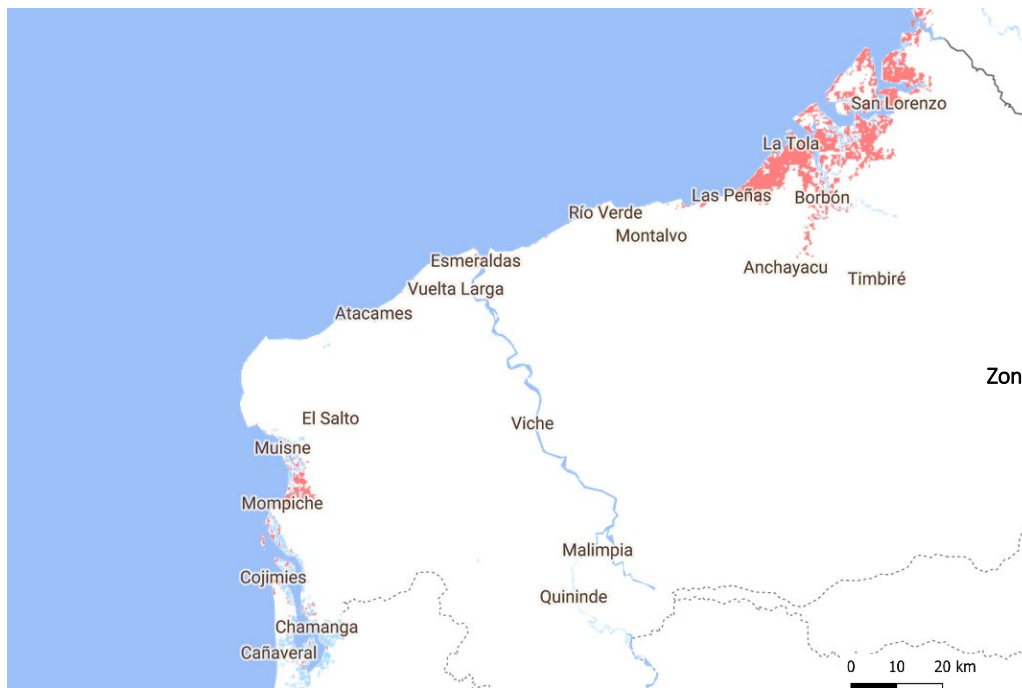 San Lorenzo
La Tola
Las Peñas
Borbón
Río Verde
Montalvo
Esmeraldas
Anchayacu
Timbiré
Vuelta Larga
Atacames
Zon
El Salto
Viche
Muisne
Mompiche
Malimpia
Cojimies
Quininde
Chamanga
Cañaveral
0 10 20 km